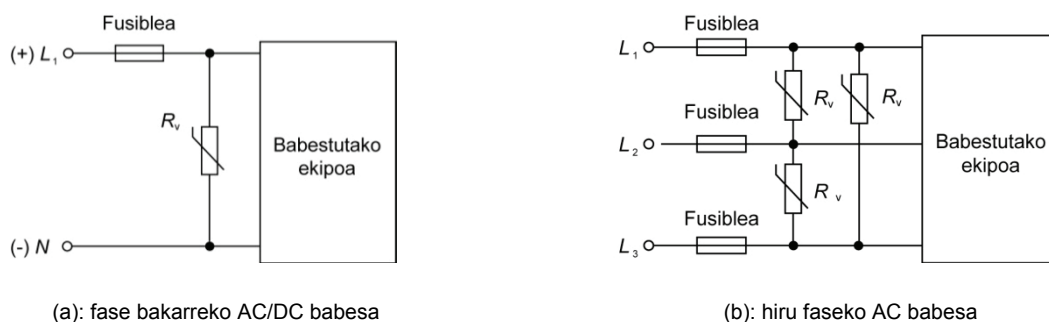 Fusiblea
(+) L1
Rv
Babestutako
ekipoa
(-) N
(a): fase bakarreko AC/DC babesa
L1
Fusiblea
Rv
Rv
Fusiblea
L2
Babestutako
ekipoa
Rv
Fusiblea
L3
(b): hiru faseko AC babesa